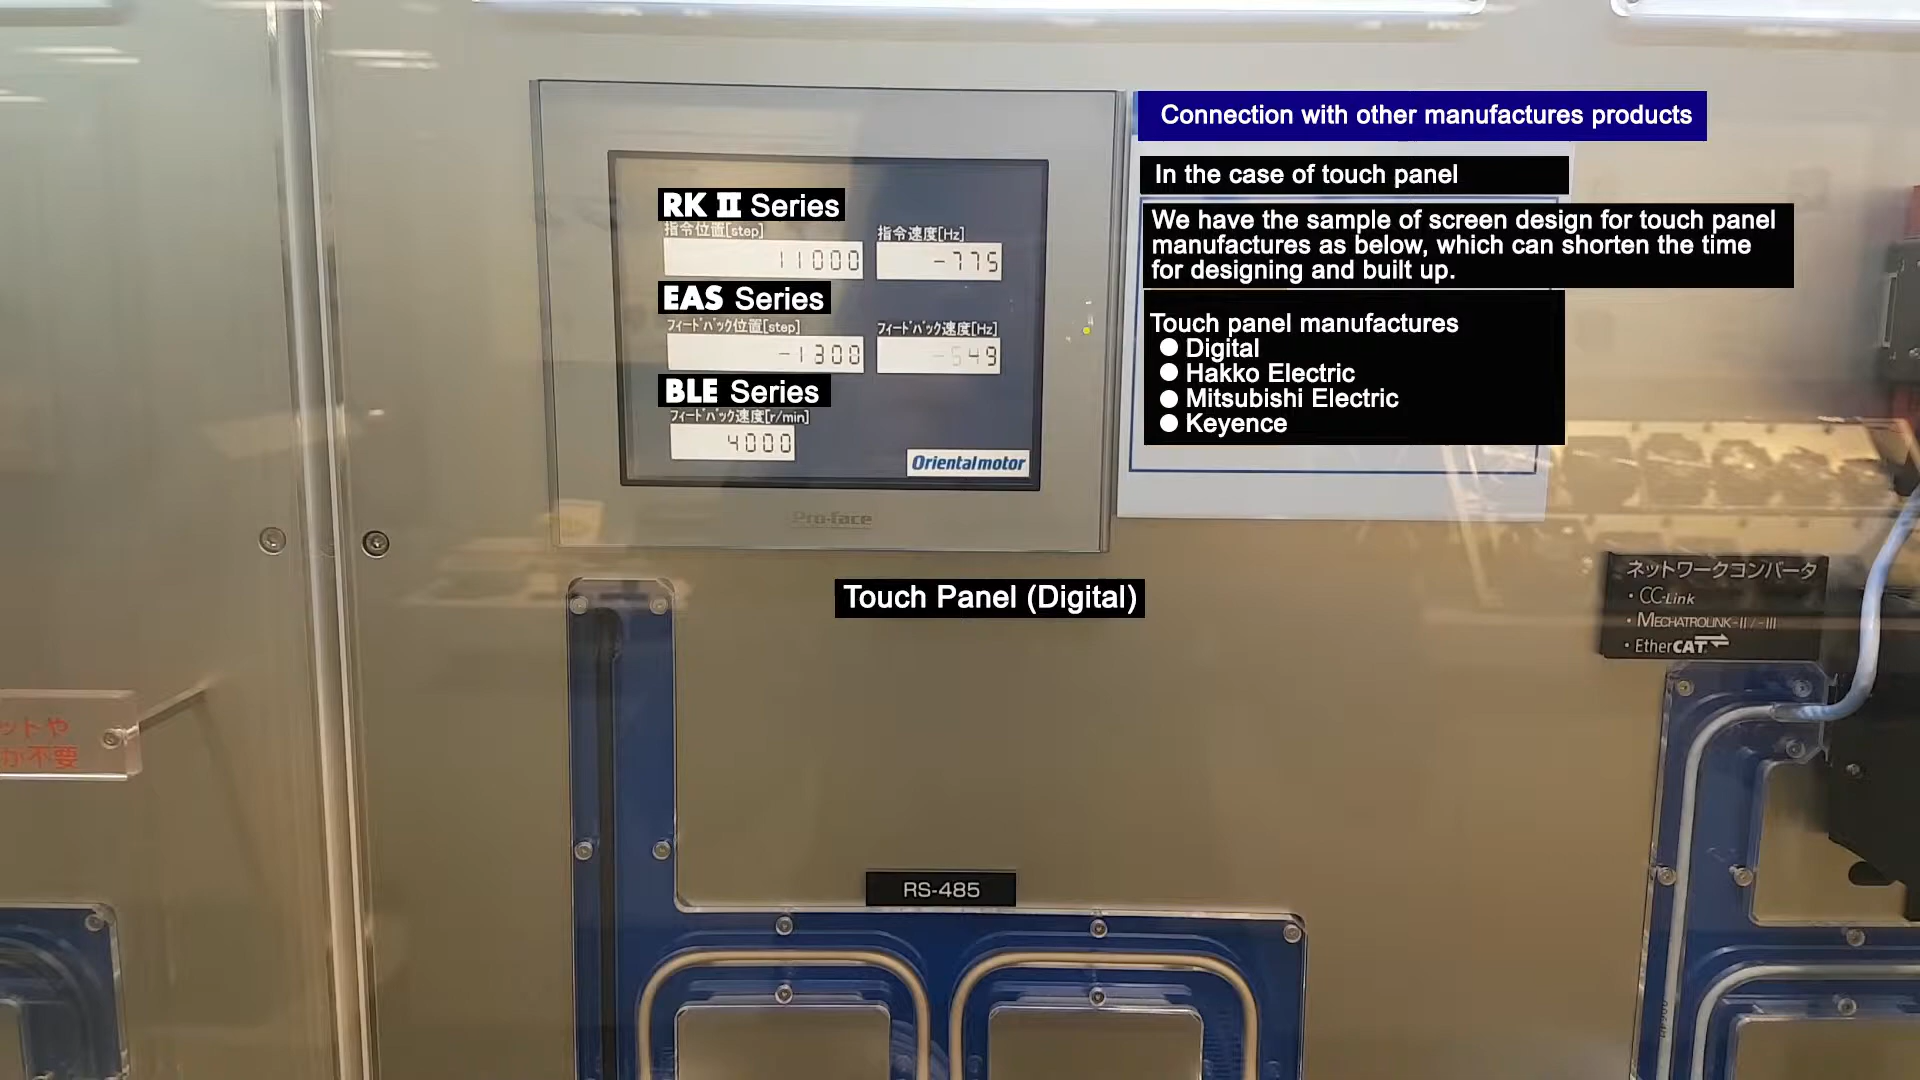 Connection with other manufactures products
In the case of touch panel
We have the sample of screen design for touch panel
manufactures as below, which can shorten the time
for designing and built up.
Touch panel manufactures
● Digital
● Hakko Electric
● Mitsubishi Electric
● Keyence
RK II Series
指令位置[step]
指令速度[Hz]
11000
-775
EAS Series
フィードバック位置[step]
フィードバック速度[Hz]
-1300
-549
BLE Series
フィードバック速度[r/min]
4000
Orientalmotor
Pro-face
Touch Panel (Digital)
ネットワークコンバータ
・CC-Link
・MECHATROLINK-II/-III
・EtherCAT
ットや
が不要
RS-485